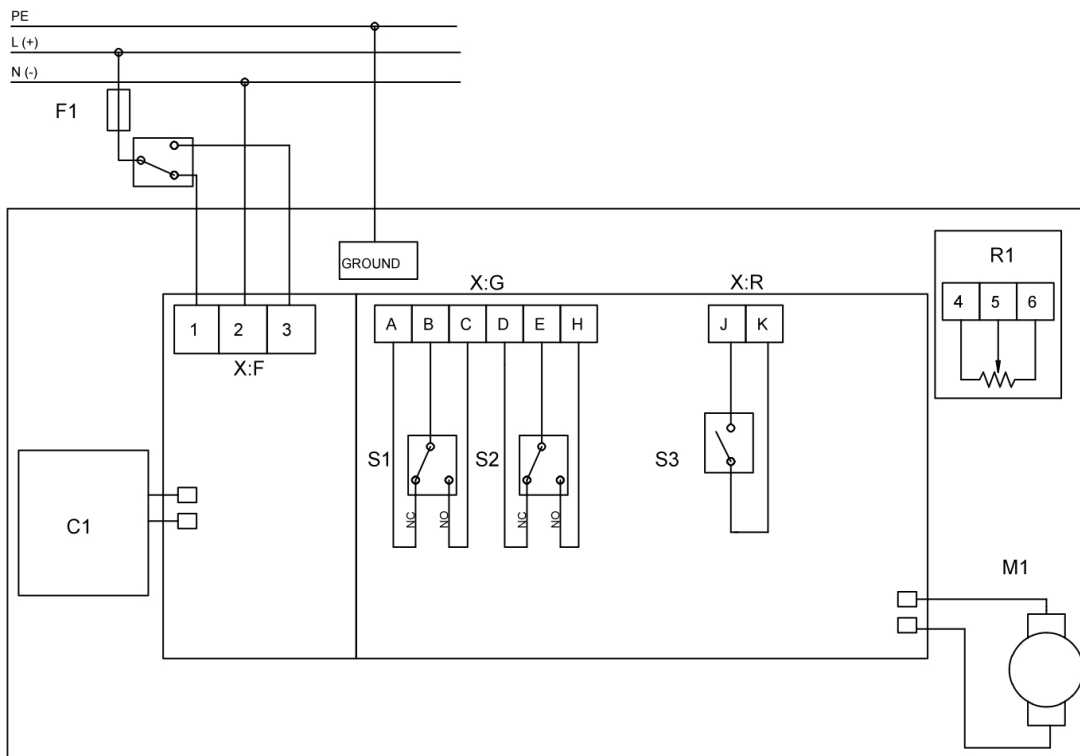 PE
L (+)
N (-)
F1
GROUND
X:G
X:R
R1
4 5 6
1 2 3
A B C D E H
J K
X:F
S1
S2
S3
NC
NO
NC
NO
C1
M1